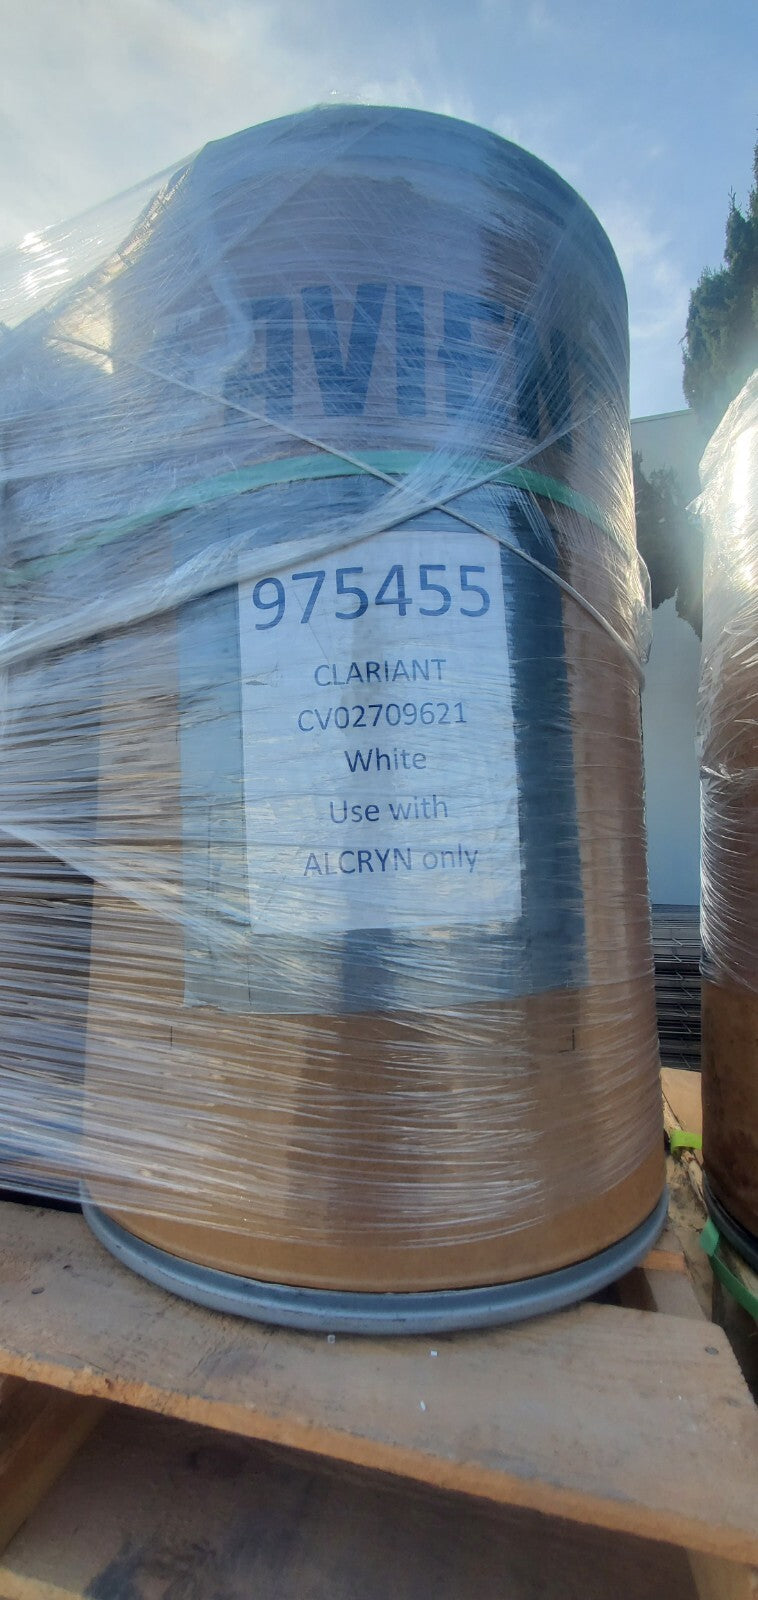 975455
CLARIANT
CV02709621
White
Use with
ALCRYN only